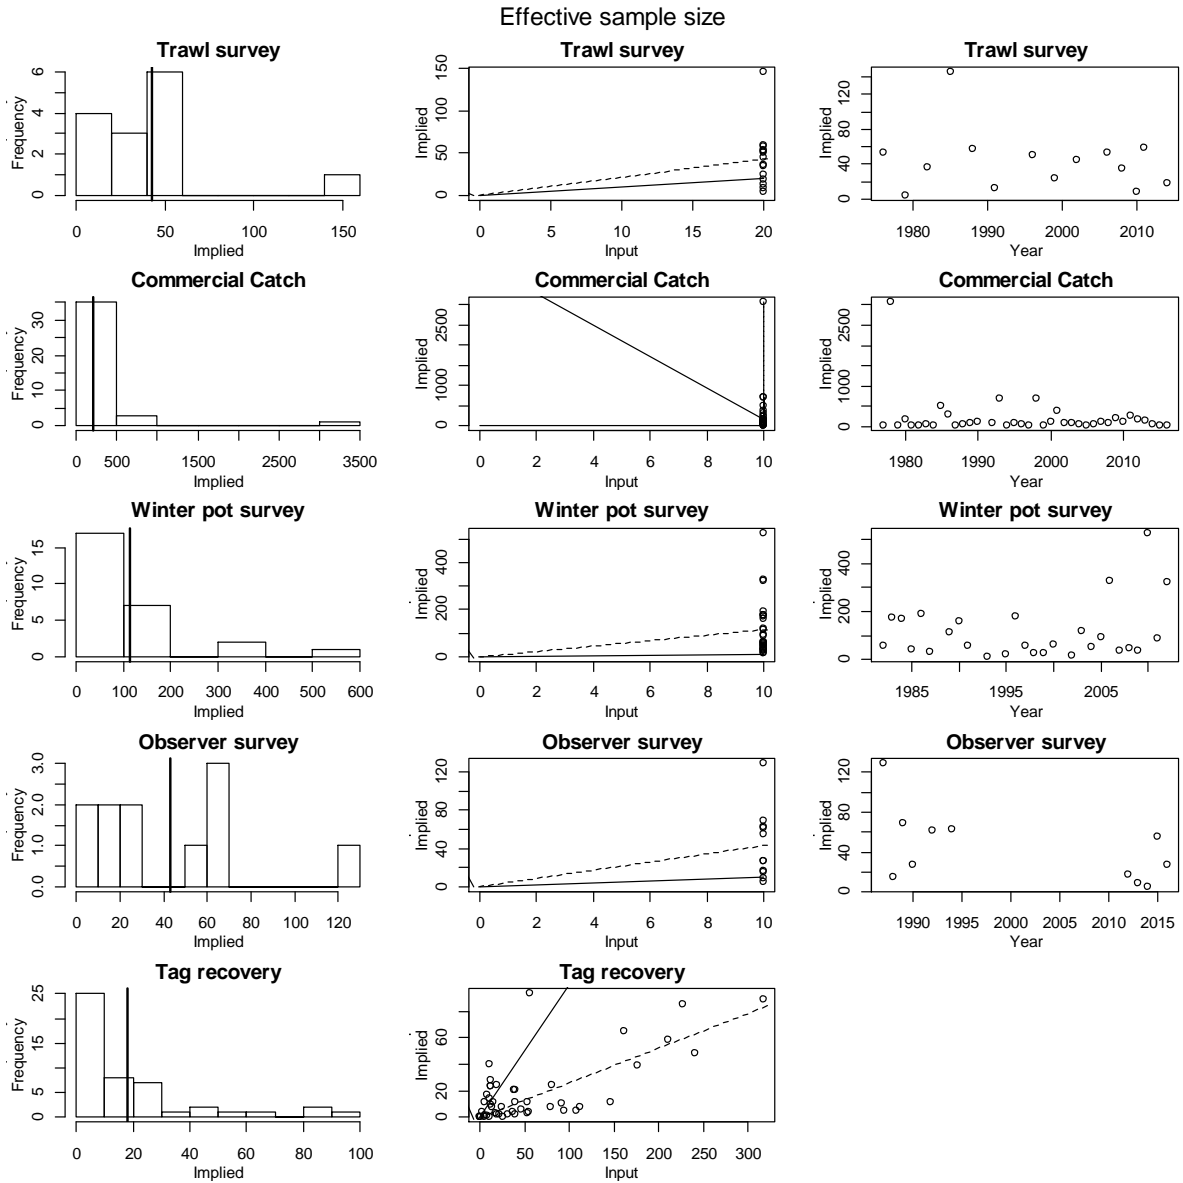 Effective sample size
Trawl survey
Trawl survey
Trawl survey
Frequency
0 2 4 6
0 50 100 150
Implied
Implied
0 50 100 150
0 5 10 15 20
Input
Implied
0 40 80 120
1980 1990 2000 2010
Year
Commercial Catch
Commercial Catch
Commercial Catch
Frequency
0 10 20 30
0 500 1500 2500 3500
Implied
Implied
0 1000 2500
0 2 4 6 8 10
Input
Implied
0 1000 2500
1980 1990 2000 2010
Year
Winter pot survey
Winter pot survey
Winter pot survey
Frequency
0 5 10 15
0 100 200 300 400 500 600
Implied
Implied
0 200 400
0 2 4 6 8 10
Input
Implied
0 200 400
1985 1995 2005
Year
Observer survey
Observer survey
Observer survey
Frequency
0.0 1.0 2.0 3.0
0 20 40 60 80 100 120
Implied
Implied
0 40 80 120
0 2 4 6 8 10
Input
Implied
0 40 80 120
1990 1995 2000 2005 2010 2015
Year
Tag recovery
Tag recovery
Frequency
0 5 15 25
0 20 40 60 80 100
Implied
Implied
0 20 60
0 50 100 150 200 250 300
Input